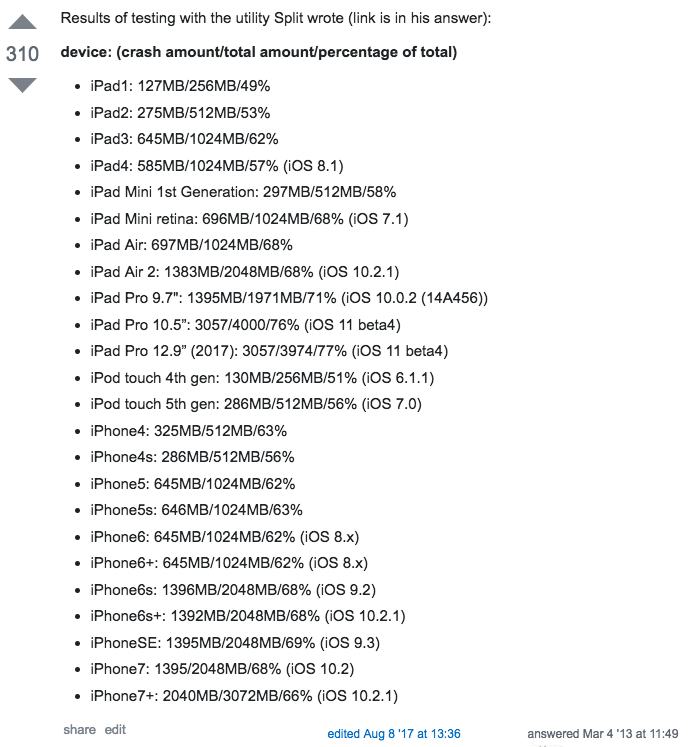 Results of testing with the utility Split wrote (link is in his answer):
310
device: (crash amount/total amount/percentage of total)
• iPad1: 127MB/256MB/49%
• iPad2: 275MB/512MB/53%
• iPad3: 645MB/1024MB/62%
• iPad4: 585MB/1024MB/57% (iOS 8.1)
• iPad Mini 1st Generation: 297MB/512MB/58%
• iPad Mini retina: 696MB/1024MB/68% (iOS 7.1)
• iPad Air: 697MB/1024MB/68%
• iPad Air 2: 1383MB/2048MB/68% (iOS 10.2.1)
• iPad Pro 9.7": 1395MB/1971MB/71% (iOS 10.0.2 (14A456))
• iPad Pro 10.5”: 3057/4000/76% (iOS 11 beta4)
• iPad Pro 12.9” (2017): 3057/3974/77% (iOS 11 beta4)
• iPod touch 4th gen: 130MB/256MB/51% (iOS 6.1.1)
• iPod touch 5th gen: 286MB/512MB/56% (iOS 7.0)
• iPhone4: 325MB/512MB/63%
• iPhone4s: 286MB/512MB/56%
• iPhone5: 645MB/1024MB/62%
• iPhone5s: 646MB/1024MB/63%
• iPhone6: 645MB/1024MB/62% (iOS 8.x)
• iPhone6+: 645MB/1024MB/62% (iOS 8.x)
• iPhone6s: 1396MB/2048MB/68% (iOS 9.2)
• iPhone6s+: 1392MB/2048MB/68% (iOS 10.2.1)
• iPhoneSE: 1395MB/2048MB/69% (iOS 9.3)
• iPhone7: 1395/2048MB/68% (iOS 10.2)
• iPhone7+: 2040MB/3072MB/66% (iOS 10.2.1)
share edit
edited Aug 8 '17 at 13:36
answered Mar 4 '13 at 11:49